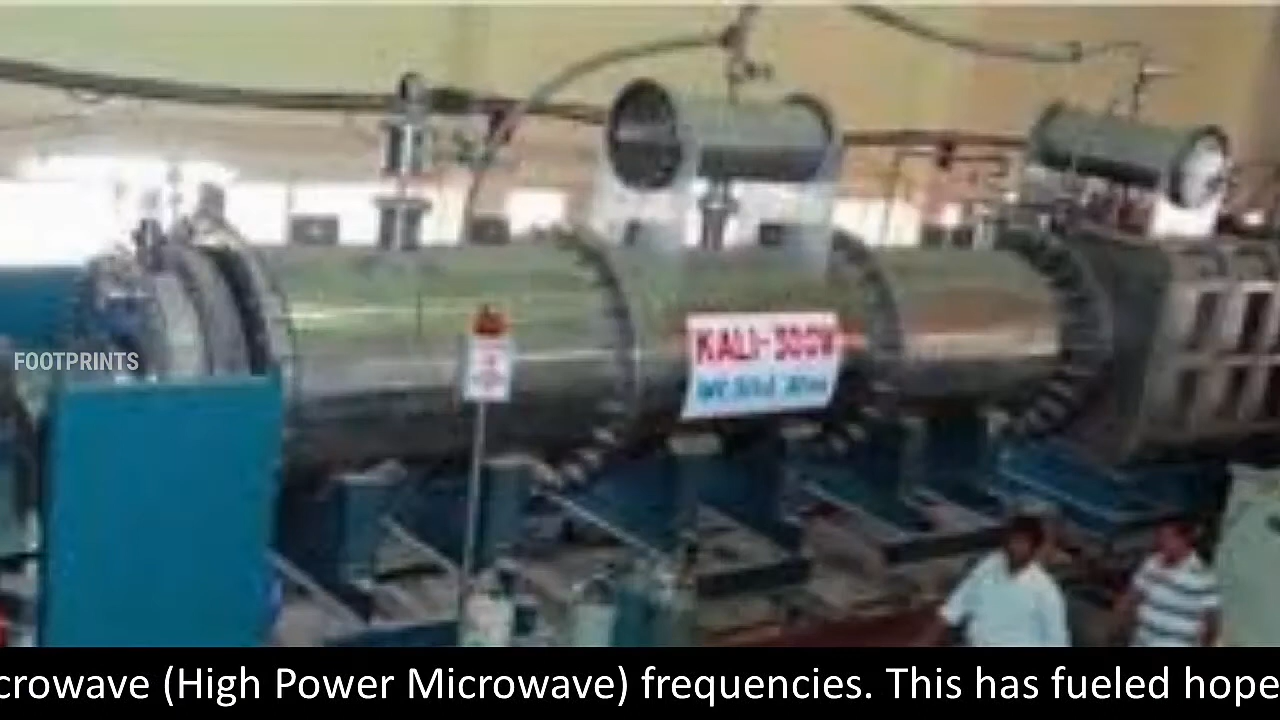 KALI-
FOOTPRINTS
crowave (High Power Microwave) frequencies. This has fueled hope